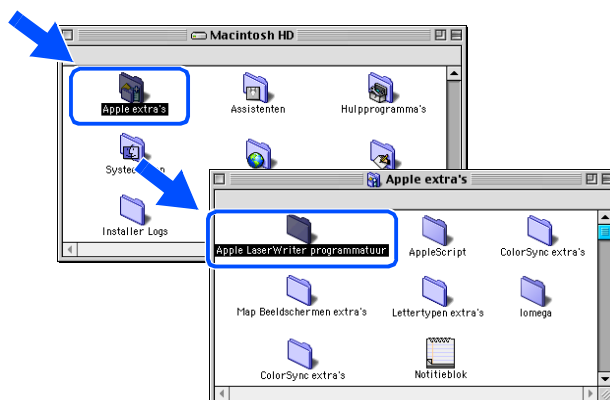 Macintosh HD
Apple extra's
Assistenten
Hulpprogramma's
Installer Logs
Apple extra's
Apple LaserWriter programmatuur
AppleScript
ColorSync extra's
Map Beeldschermen extra's
Lettertypen extra's
Iomega
ColorSync extra's
Notitieblok